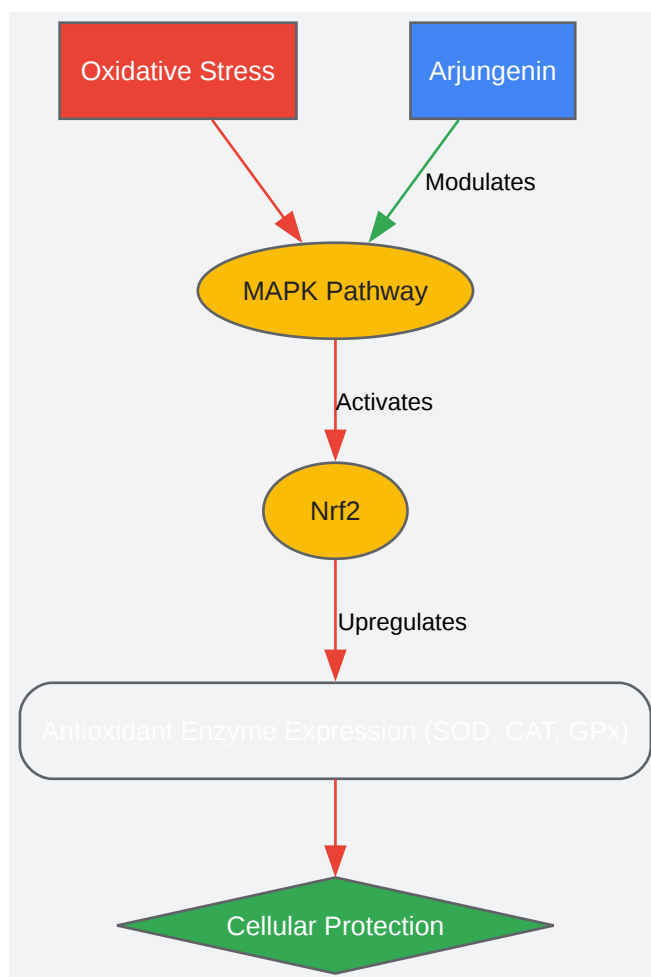 Oxidative Stress
Arjungenin
Modulates
MAPK Pathway
Activates
Nrf2
Upregulates
Antioxidant Enzyme Expression (SOD, CAT, GPx)
Cellular Protection